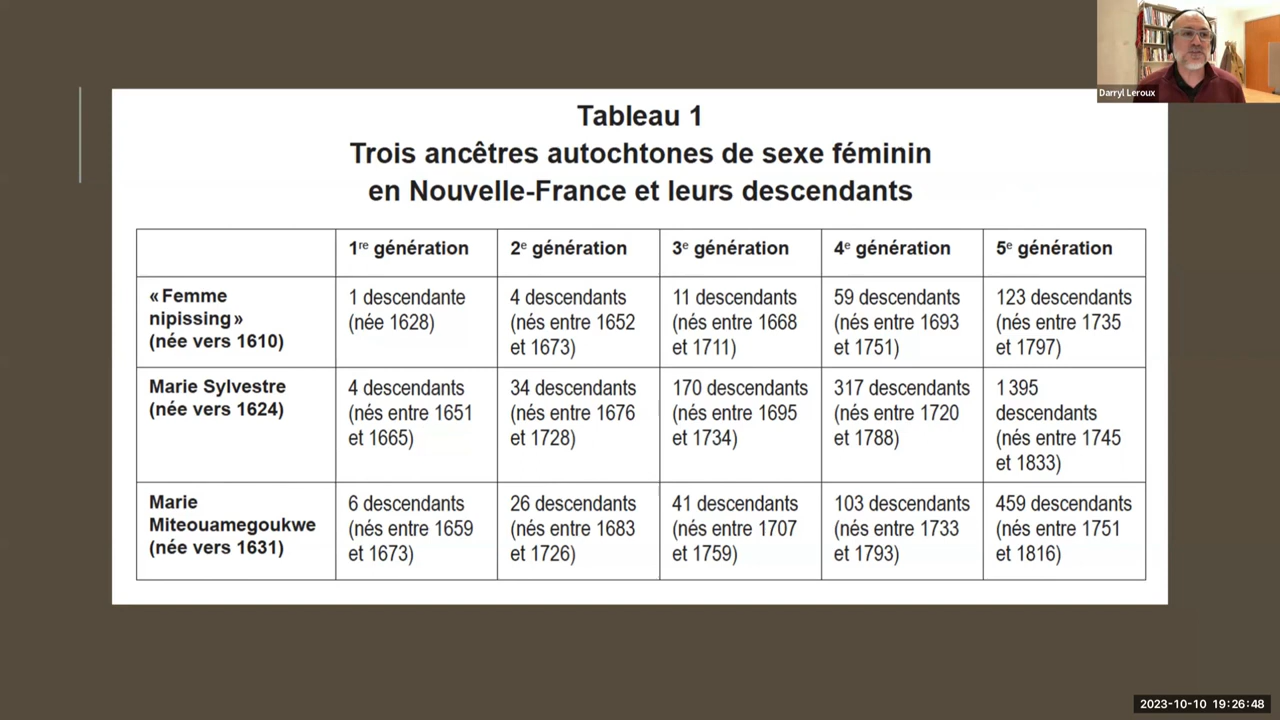 Darryl Leroux
Tableau 1
Trois ancêtres autochtones de sexe féminin
en Nouvelle-France et leurs descendants
1re génération
2e génération
3e génération
4e génération
5e génération
« Femme
nipissing »
(née vers 1610)
1 descendante
(née 1628)
4 descendants
(nés entre 1652
et 1673)
11 descendants
(nés entre 1668
et 1711)
59 descendants
(nés entre 1693
et 1751)
123 descendants
(nés entre 1735
et 1797)
Marie Sylvestre
(née vers 1624)
4 descendants
(nés entre 1651
et 1665)
34 descendants
(nés entre 1676
et 1728)
170 descendants
(nés entre 1695
et 1734)
317 descendants
(nés entre 1720
et 1788)
1 395
descendants
(nés entre 1745
et 1833)
Marie
Miteouamegoukwe
(née vers 1631)
6 descendants
(nés entre 1659
et 1673)
26 descendants
(nés entre 1683
et 1726)
41 descendants
(nés entre 1707
et 1759)
103 descendants
(nés entre 1733
et 1793)
459 descendants
(nés entre 1751
et 1816)
2023-10-10 19:26:48